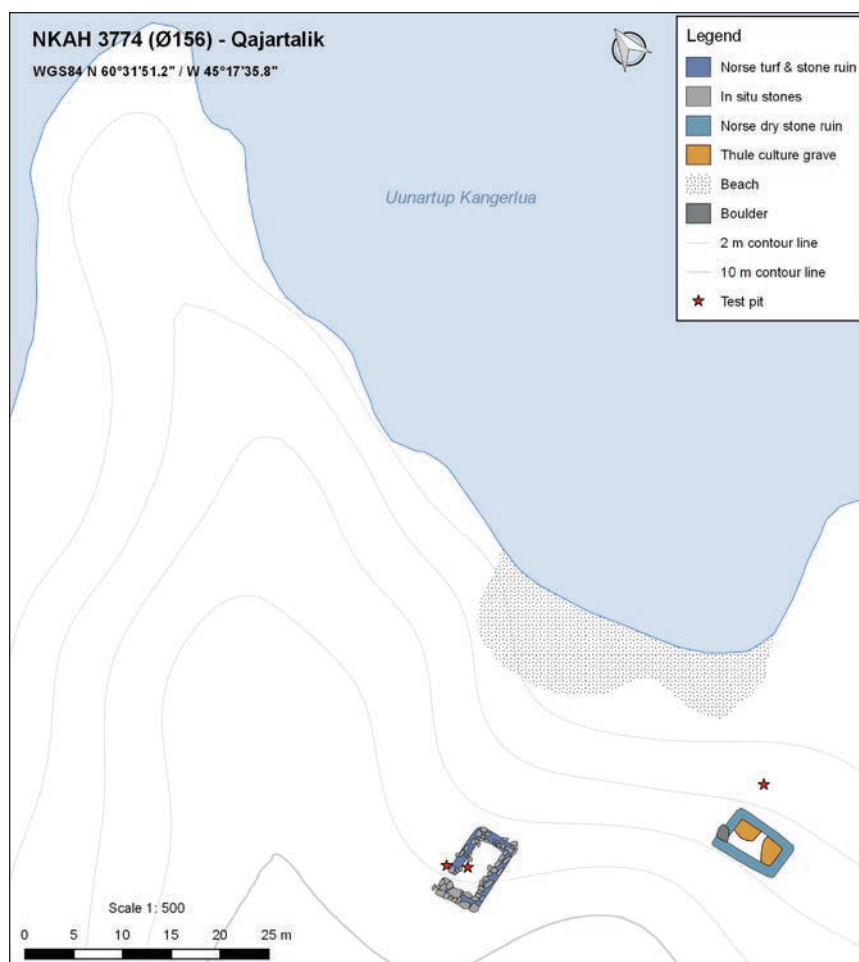 NKAH 3774 (Ø156) - Qajartalik
WGS84 N 60°31'51.2" / W 45°17'35.8"
Uunartup Kangerlua
Legend
Norse turf & stone ruin
In situ stones
Norse dry stone ruin
Thule culture grave
Beach
Boulder
2 m contour line
10 m contour line
Test pit
Scale 1: 500
0 5 10 15 20 25 m